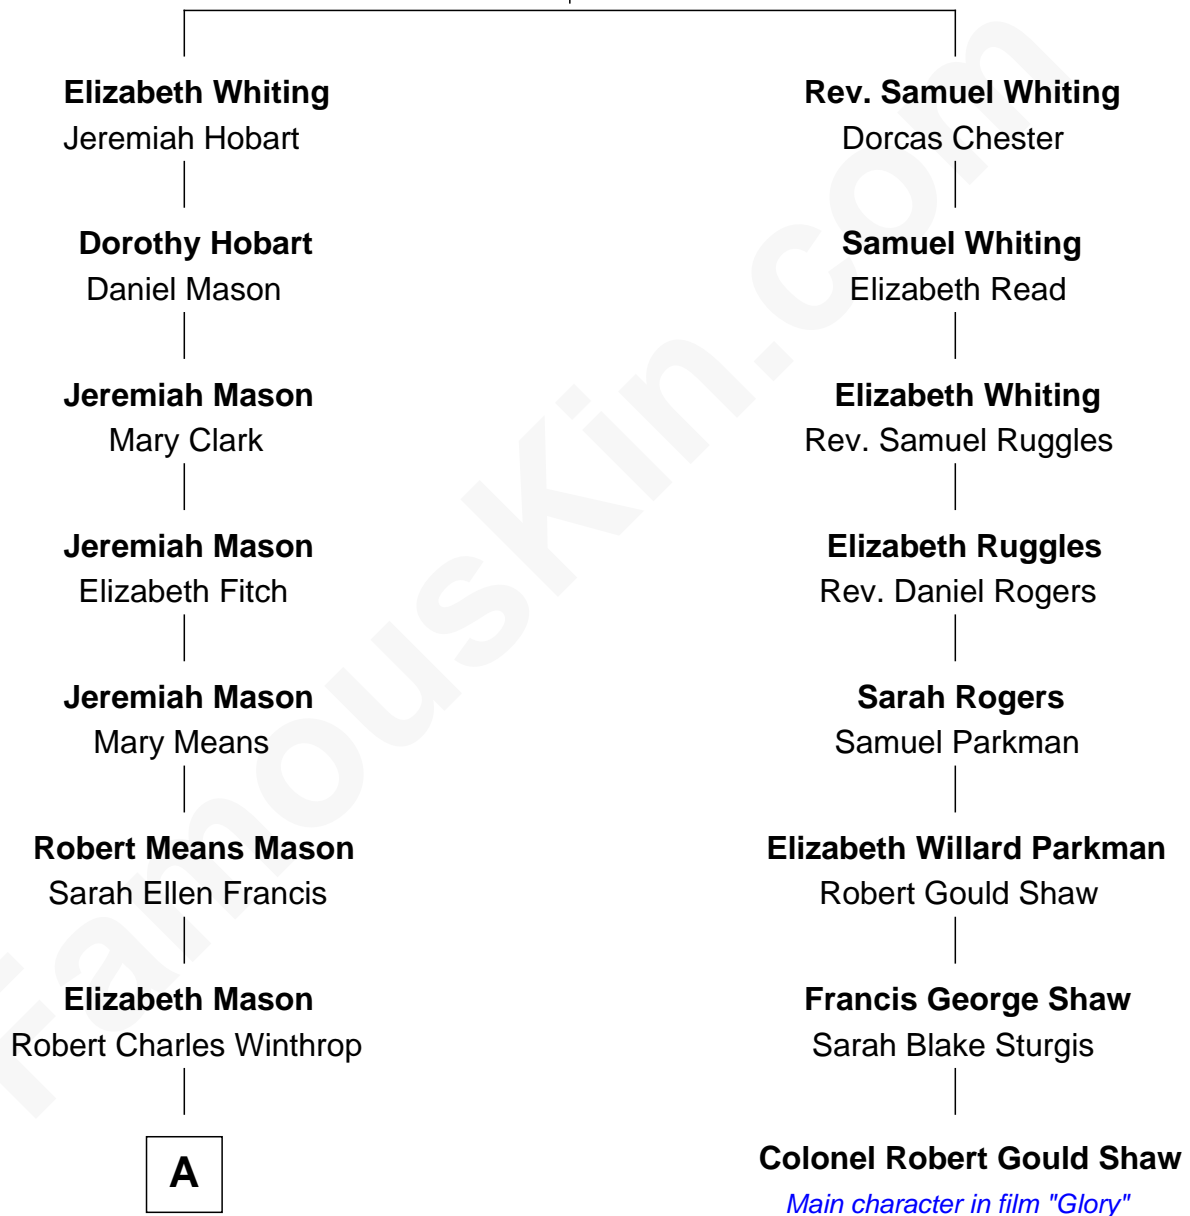 Elizabeth Whiting
Jeremiah Hobart
Dorothy Hobart
Daniel Mason
Jeremiah Mason
Mary Clark
Jeremiah Mason
Elizabeth Fitch
Jeremiah Mason
Mary Means
Robert Means Mason
Sarah Ellen Francis
Elizabeth Mason
Robert Charles Winthrop
A
Rev. Samuel Whiting
Dorcas Chester
Samuel Whiting
Elizabeth Read
Elizabeth Whiting
Rev. Samuel Ruggles
Elizabeth Ruggles
Rev. Daniel Rogers
Sarah Rogers
Samuel Parkman
Elizabeth Willard Parkman
Robert Gould Shaw
Francis George Shaw
Sarah Blake Sturgis
Colonel Robert Gould Shaw
Main character in film "Glory"
FamousKin.com